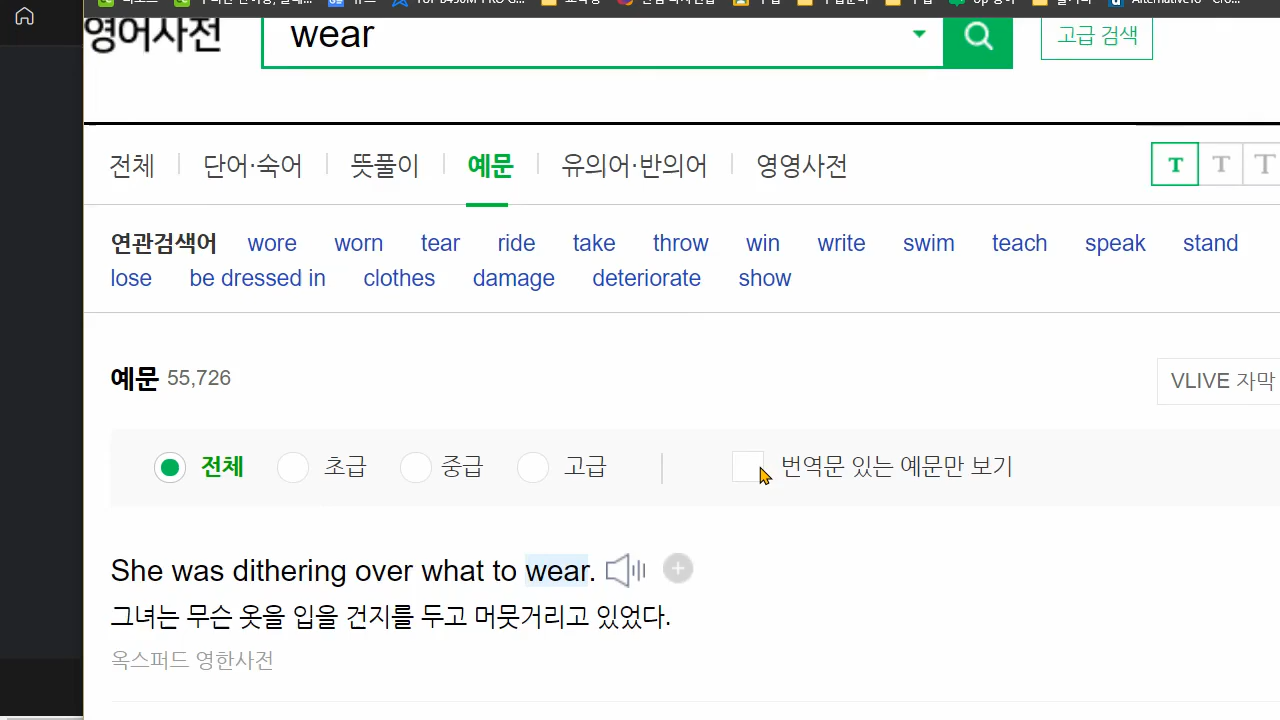 영어사전 wear 고급 검색
전체 단어·숙어 뜻풀이 예문 유의어·반의어 영영사전 T T T
연관검색어 wore worn tear ride take throw win write swim teach speak stand
lose be dressed in clothes damage deteriorate show
예문 55,726 VLIVE 자막
전체 초급 중급 고급 번역문 있는 예문만 보기
She was dithering over what to wear.
그녀는 무슨 옷을 입을 건지를 두고 머뭇거리고 있었다.
옥스퍼드 영한사전